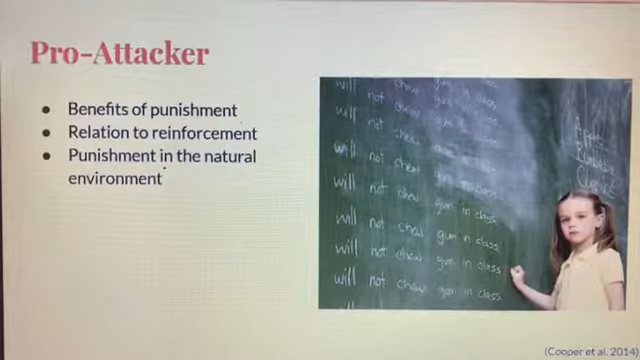 Pro-Attacker
● Benefits of punishment
● Relation to reinforcement
● Punishment in the natural
environment
will chew gum in class
not chew gum in class
will
not chew
will not class
will not chew gum in class
will not chew gum in class
will not chew gum in class
will not chew gum in class
(Cooper et al. 2014)